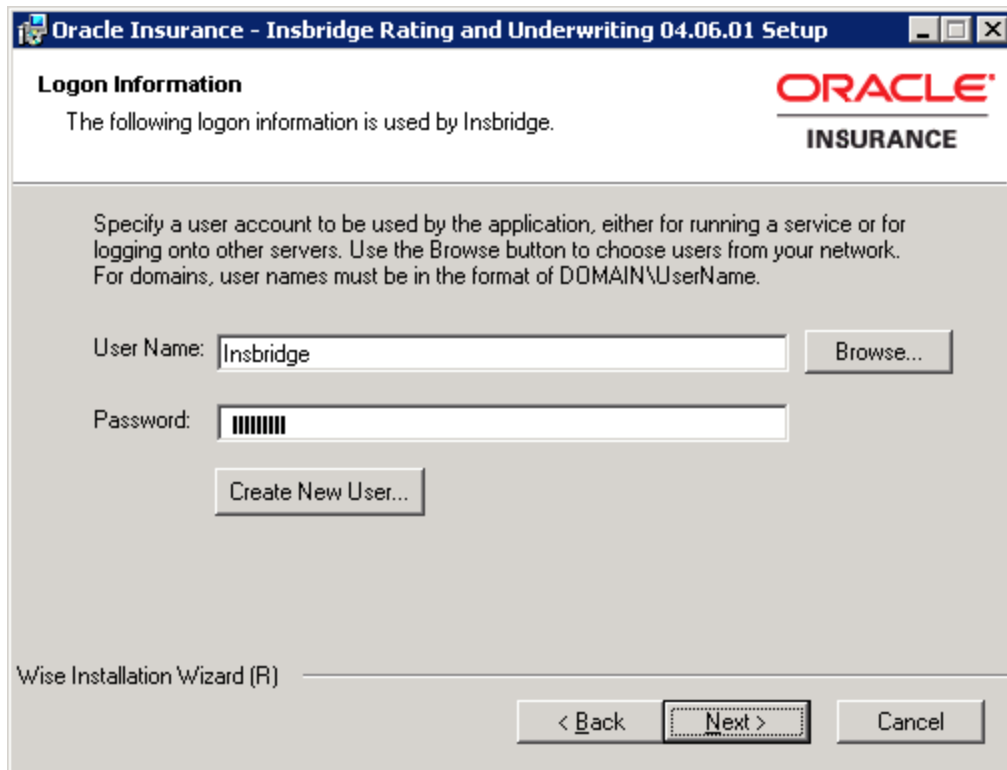 Oracle Insurance - Insbridge Rating and Underwriting 04.06.01 Setup
Logon Information
The following logon information is used by Insbridge.
ORACLE
INSURANCE
Specify a user account to be used by the application, either for running a service or for
logging onto other servers. Use the Browse button to choose users from your network.
For domains, user names must be in the format of DOMAIN\UserName.
User Name: Insbridge Browse...
Password:
Create New User...
Wise Installation Wizard (R)
< Back Next > Cancel